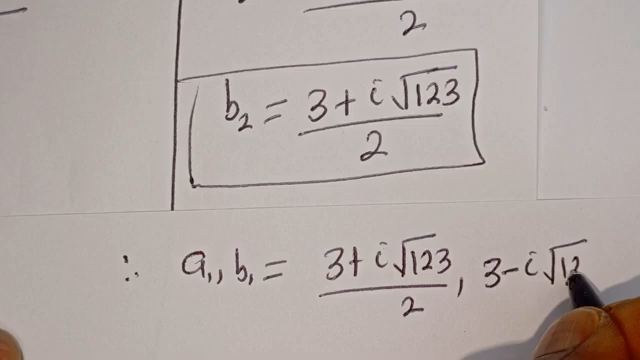 2
b₂ = (3 + i√123)/2
∴ a₁, b₁ = (3 + i√123)/2, 3 - i√12